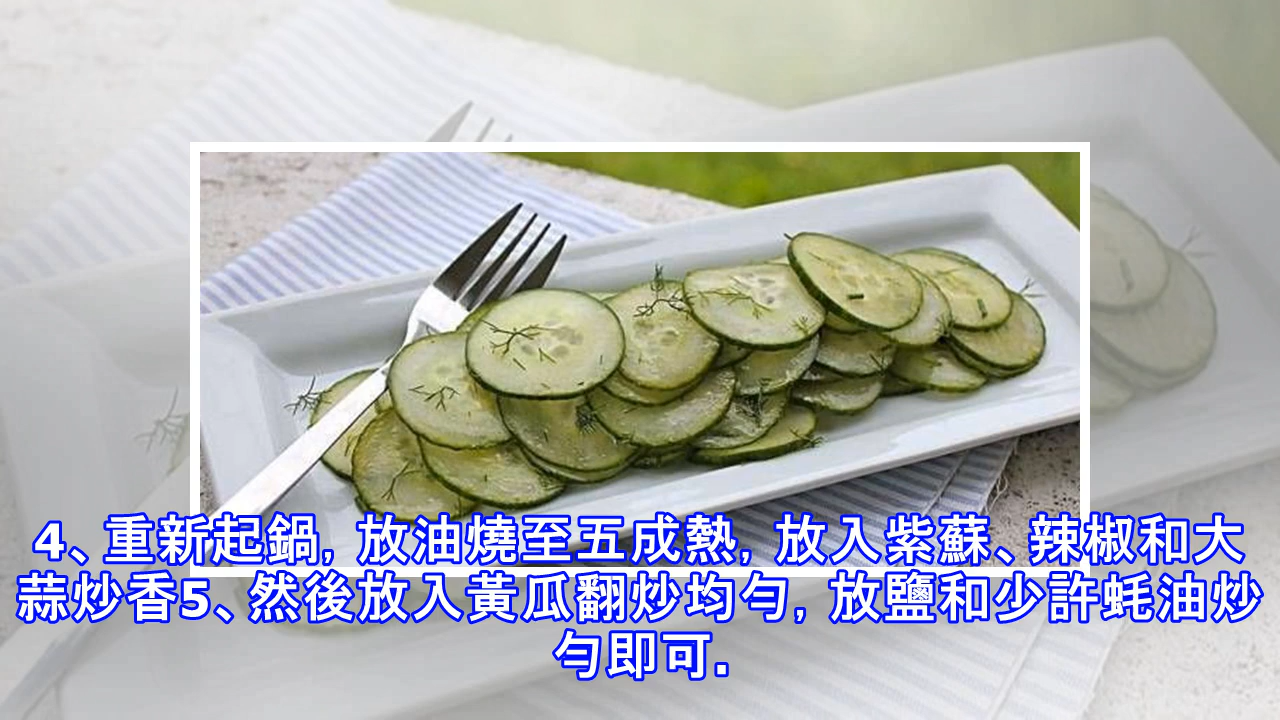 4、重新起鍋, 放油燒至五成熱, 放入紫蘇、辣椒和大
蒜炒香5、然後放入黃瓜翻炒均勻, 放鹽和少許蚝油炒
勻即可.